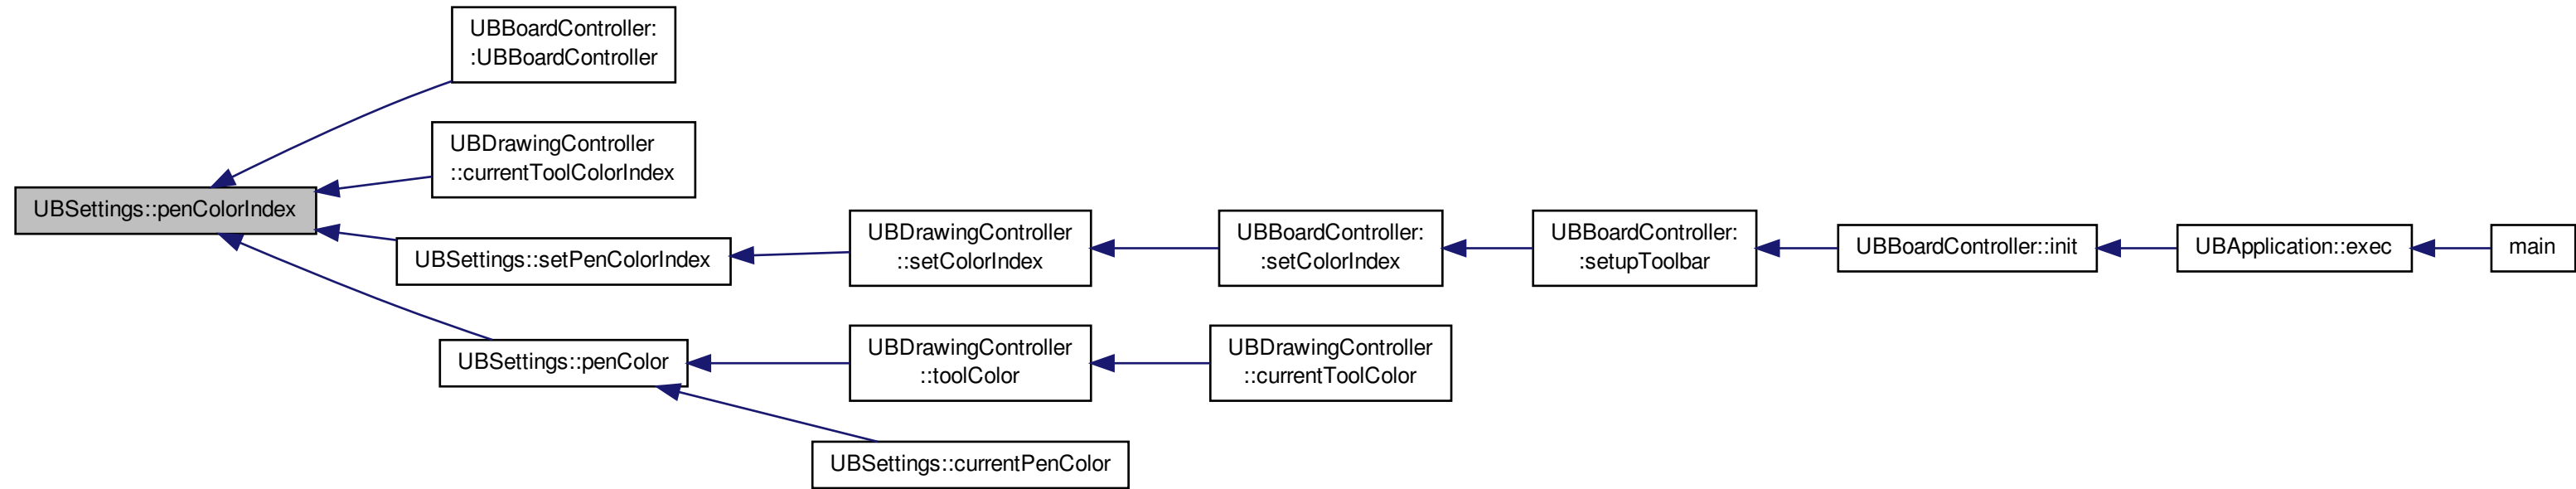 UBBoardController:
:UBBoardController
UBDrawingController
::currentToolColorIndex
UBSettings::penColorIndex
UBSettings::setPenColorIndex
UBDrawingController
::setColorIndex
UBBoardController:
:setColorIndex
UBBoardController:
:setupToolbar
UBBoardController::init
UBApplication::exec
main
UBSettings::penColor
UBDrawingController
::toolColor
UBDrawingController
::currentToolColor
UBSettings::currentPenColor